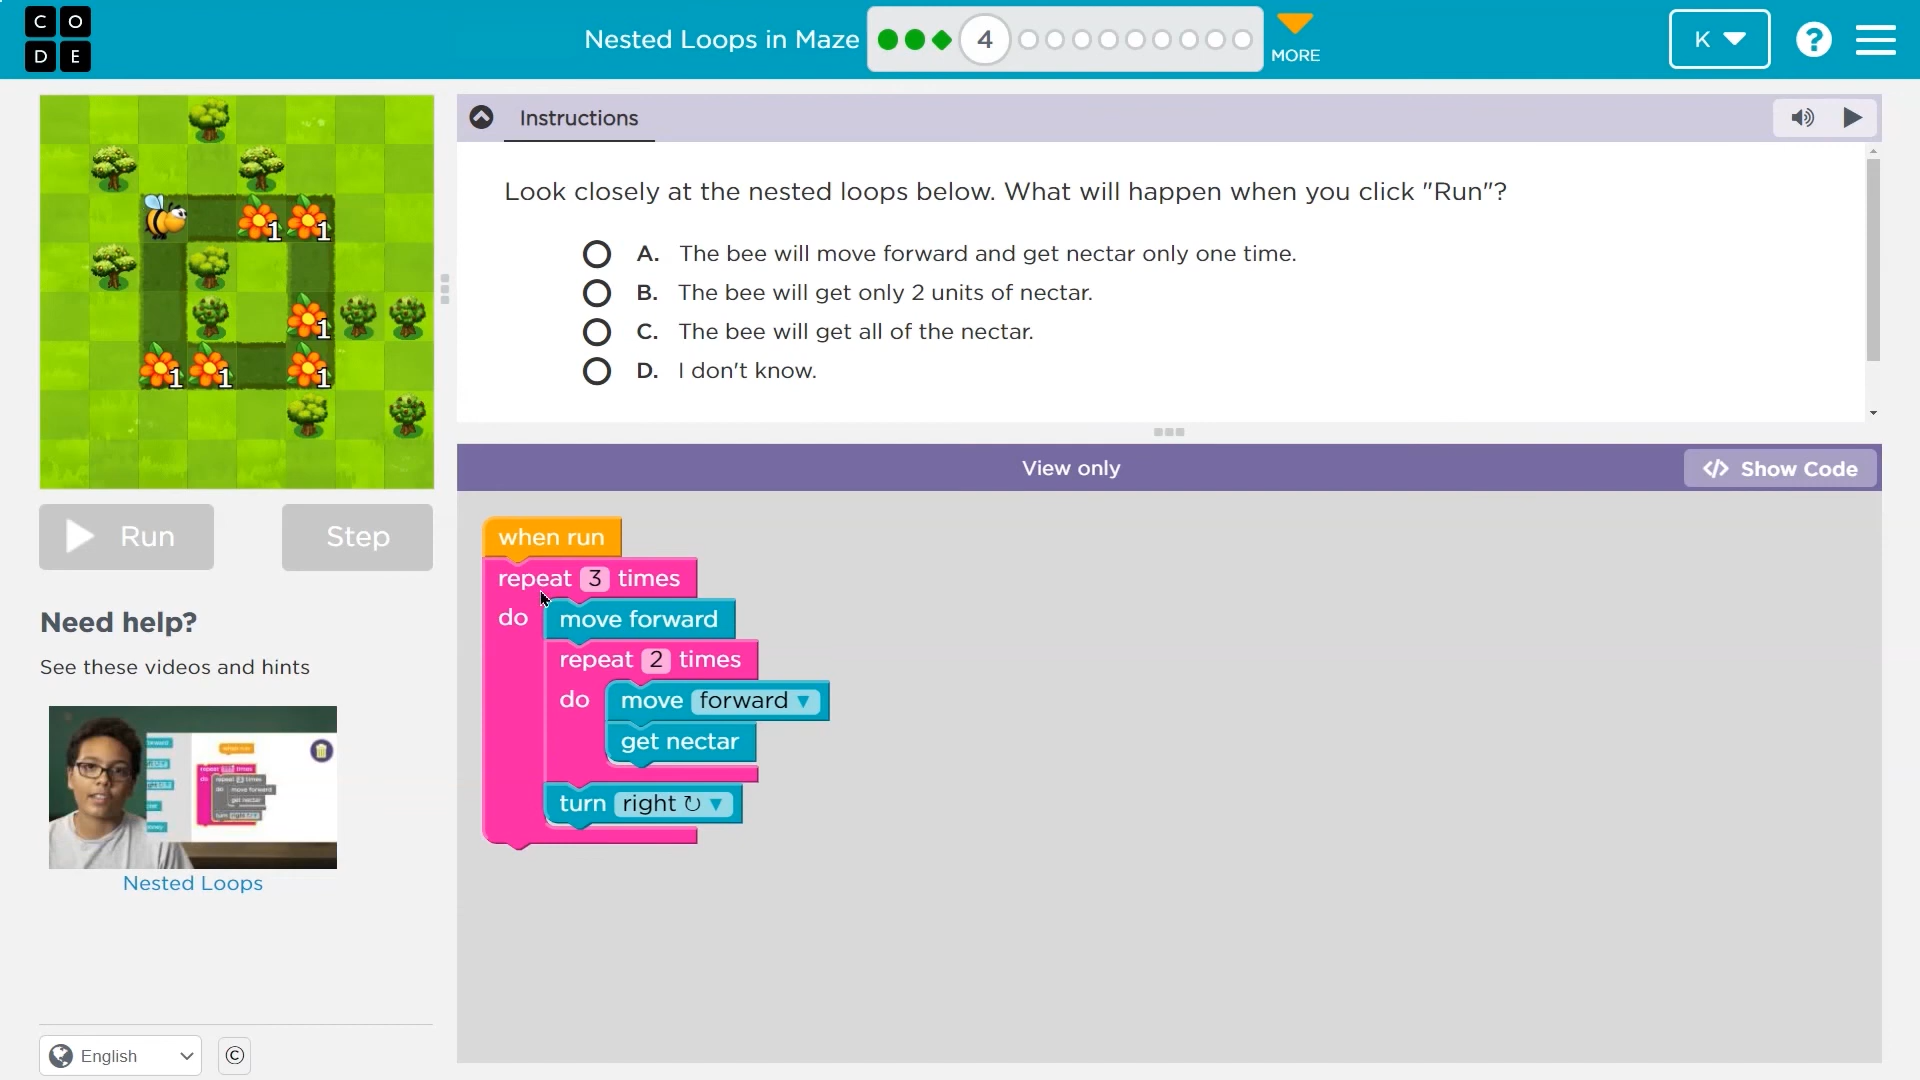 C O
D E
Nested Loops in Maze
4
MORE
K
?
Instructions
Look closely at the nested loops below. What will happen when you click "Run"?
A. The bee will move forward and get nectar only one time.
B. The bee will get only 2 units of nectar.
C. The bee will get all of the nectar.
D. I don't know.
1 1
1
1 1 1
View only
</> Show Code
Run
Step
when run
repeat 3 times
do move forward
repeat 2 times
do move forward
get nectar
turn right ↻
Need help?
See these videos and hints
Nested Loops
English
©